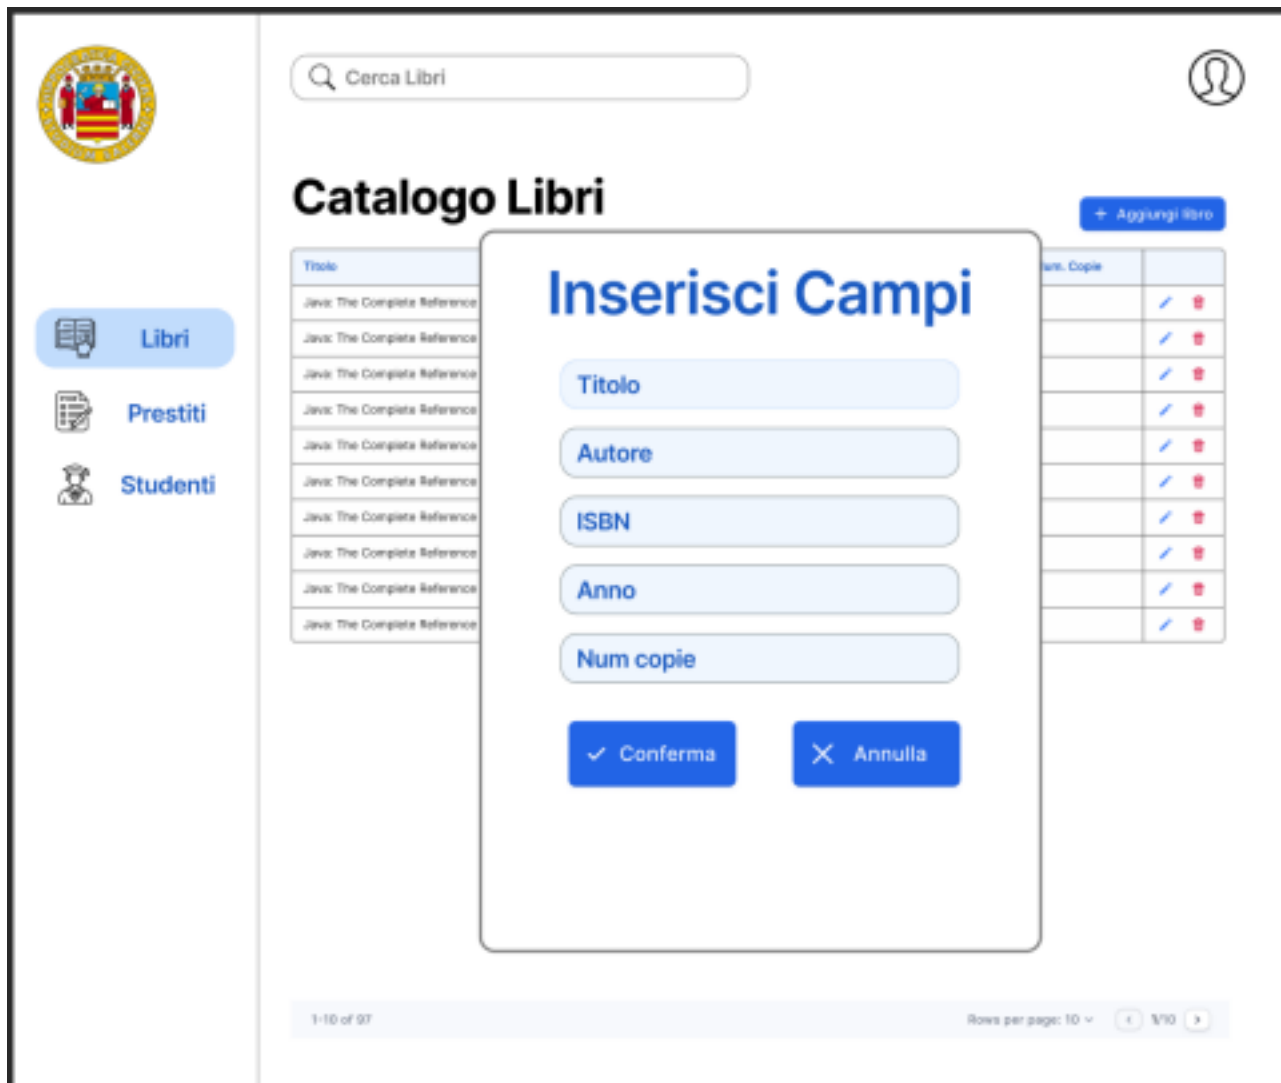 Cerca Libri
Catalogo Libri
+ Aggiungi libro
Titolo
um. Copie
Inserisci Campi
Java: The Complete Reference
Java: The Complete Reference
Java: The Complete Reference
Java: The Complete Reference
Java: The Complete Reference
Java: The Complete Reference
Java: The Complete Reference
Java: The Complete Reference
Java: The Complete Reference
Java: The Complete Reference
Libri
Prestiti
Studenti
Titolo
Autore
ISBN
Anno
Num copie
Conferma
Annulla
1-10 of 97
Rows per page: 10
1/10